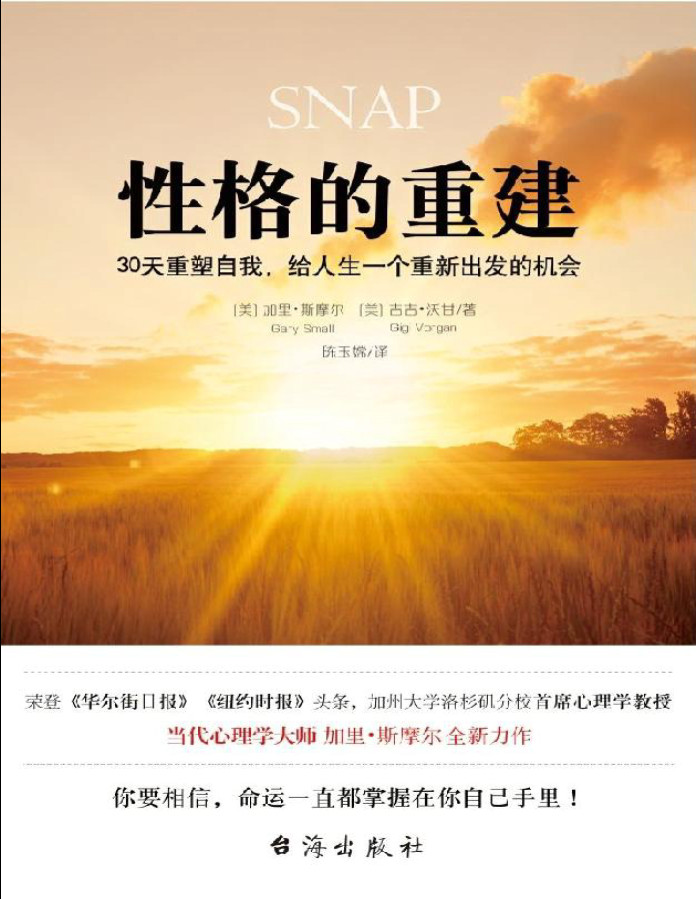 SNAP
性格的重建
30天重塑自我，给人生一个重新出发的机会
[美] 加里·斯摩尔 [美] 吉吉·沃甘/著
Gary Small Gigi Vorgan
陈玉嫦/译
荣登《华尔街日报》《纽约时报》头条，加州大学洛杉矶分校首席心理学教授
当代心理学大师 加里·斯摩尔 全新力作
你要相信，命运一直都掌握在你自己手里！
台海出版社